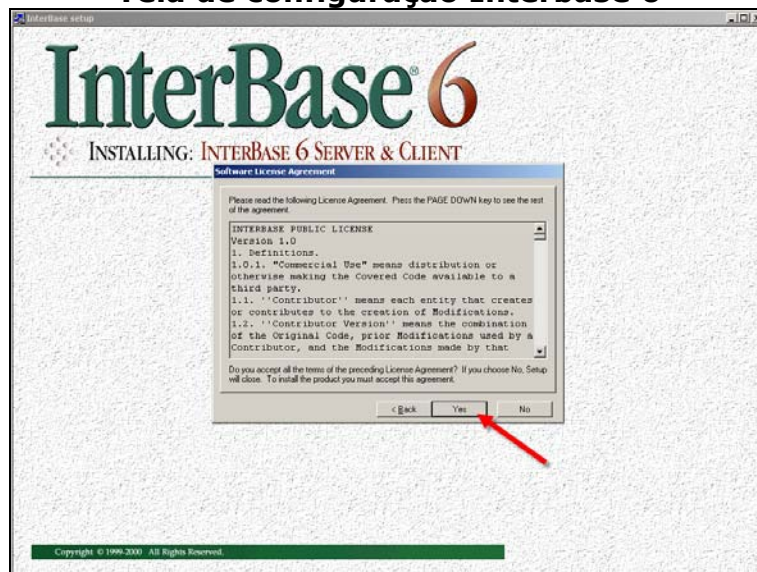 Tela de configuração Interbase 6
InterBase setup
InterBase® 6
INSTALLING: INTERBASE 6 SERVER & CLIENT
Software License Agreement
Please read the following License Agreement. Press the PAGE DOWN key to see the rest
of the agreement.
INTERBASE PUBLIC LICENSE
Version 1.0
1. Definitions.
1.0.1. "Commercial Use" means distribution or
otherwise making the Covered Code available to a
third party.
1.1. ''Contributor'' means each entity that creates
or contributes to the creation of Modifications.
1.2. ''Contributor Version'' means the combination
of the Original Code, prior Modifications used by a
Contributor, and the Modifications made by that
Do you accept all the terms of the preceding License Agreement? If you choose No, Setup
will close. To install the product you must accept this agreement.
< Back
Yes
No
Copyright © 1999-2000 All Rights Reserved.